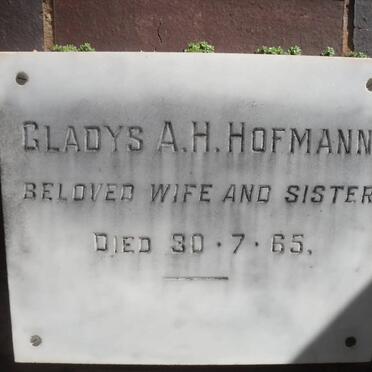 GLADYS A.H. HOFMANN
BELOVED WIFE AND SISTER
DIED 30·7·65.